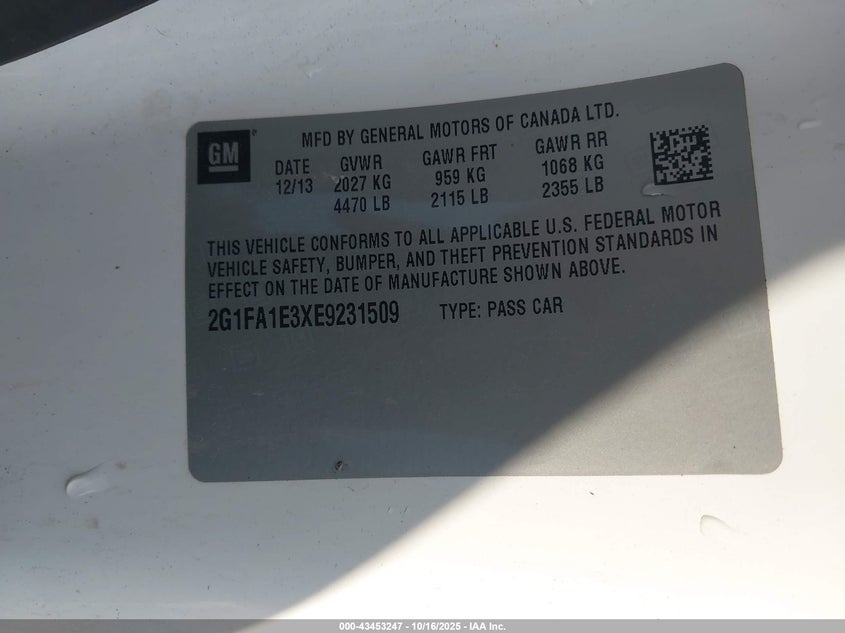 GM
MFD BY GENERAL MOTORS OF CANADA LTD.
DATE GVWR GAWR FRT GAWR RR
12/13 2027 KG 959 KG 1068 KG
4470 LB 2115 LB 2355 LB
THIS VEHICLE CONFORMS TO ALL APPLICABLE U.S. FEDERAL MOTOR
VEHICLE SAFETY, BUMPER, AND THEFT PREVENTION STANDARDS IN
EFFECT ON THE DATE OF MANUFACTURE SHOWN ABOVE.
2G1FA1E3XE9231509 TYPE: PASS CAR
000-43453247 - 10/16/2025 - IAA Inc.